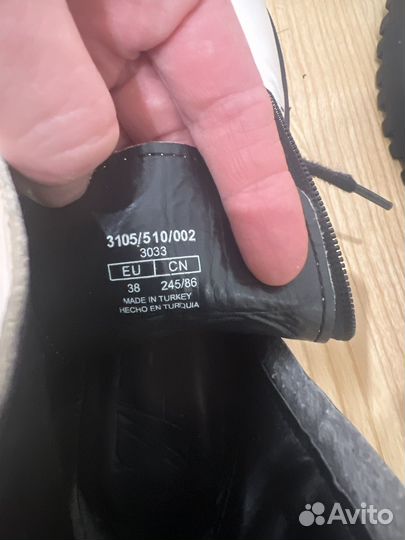 3105/510/002
3033
EU CN
38 245/86
MADE IN TURKEY
HECHO EN TURQUIA
Avito